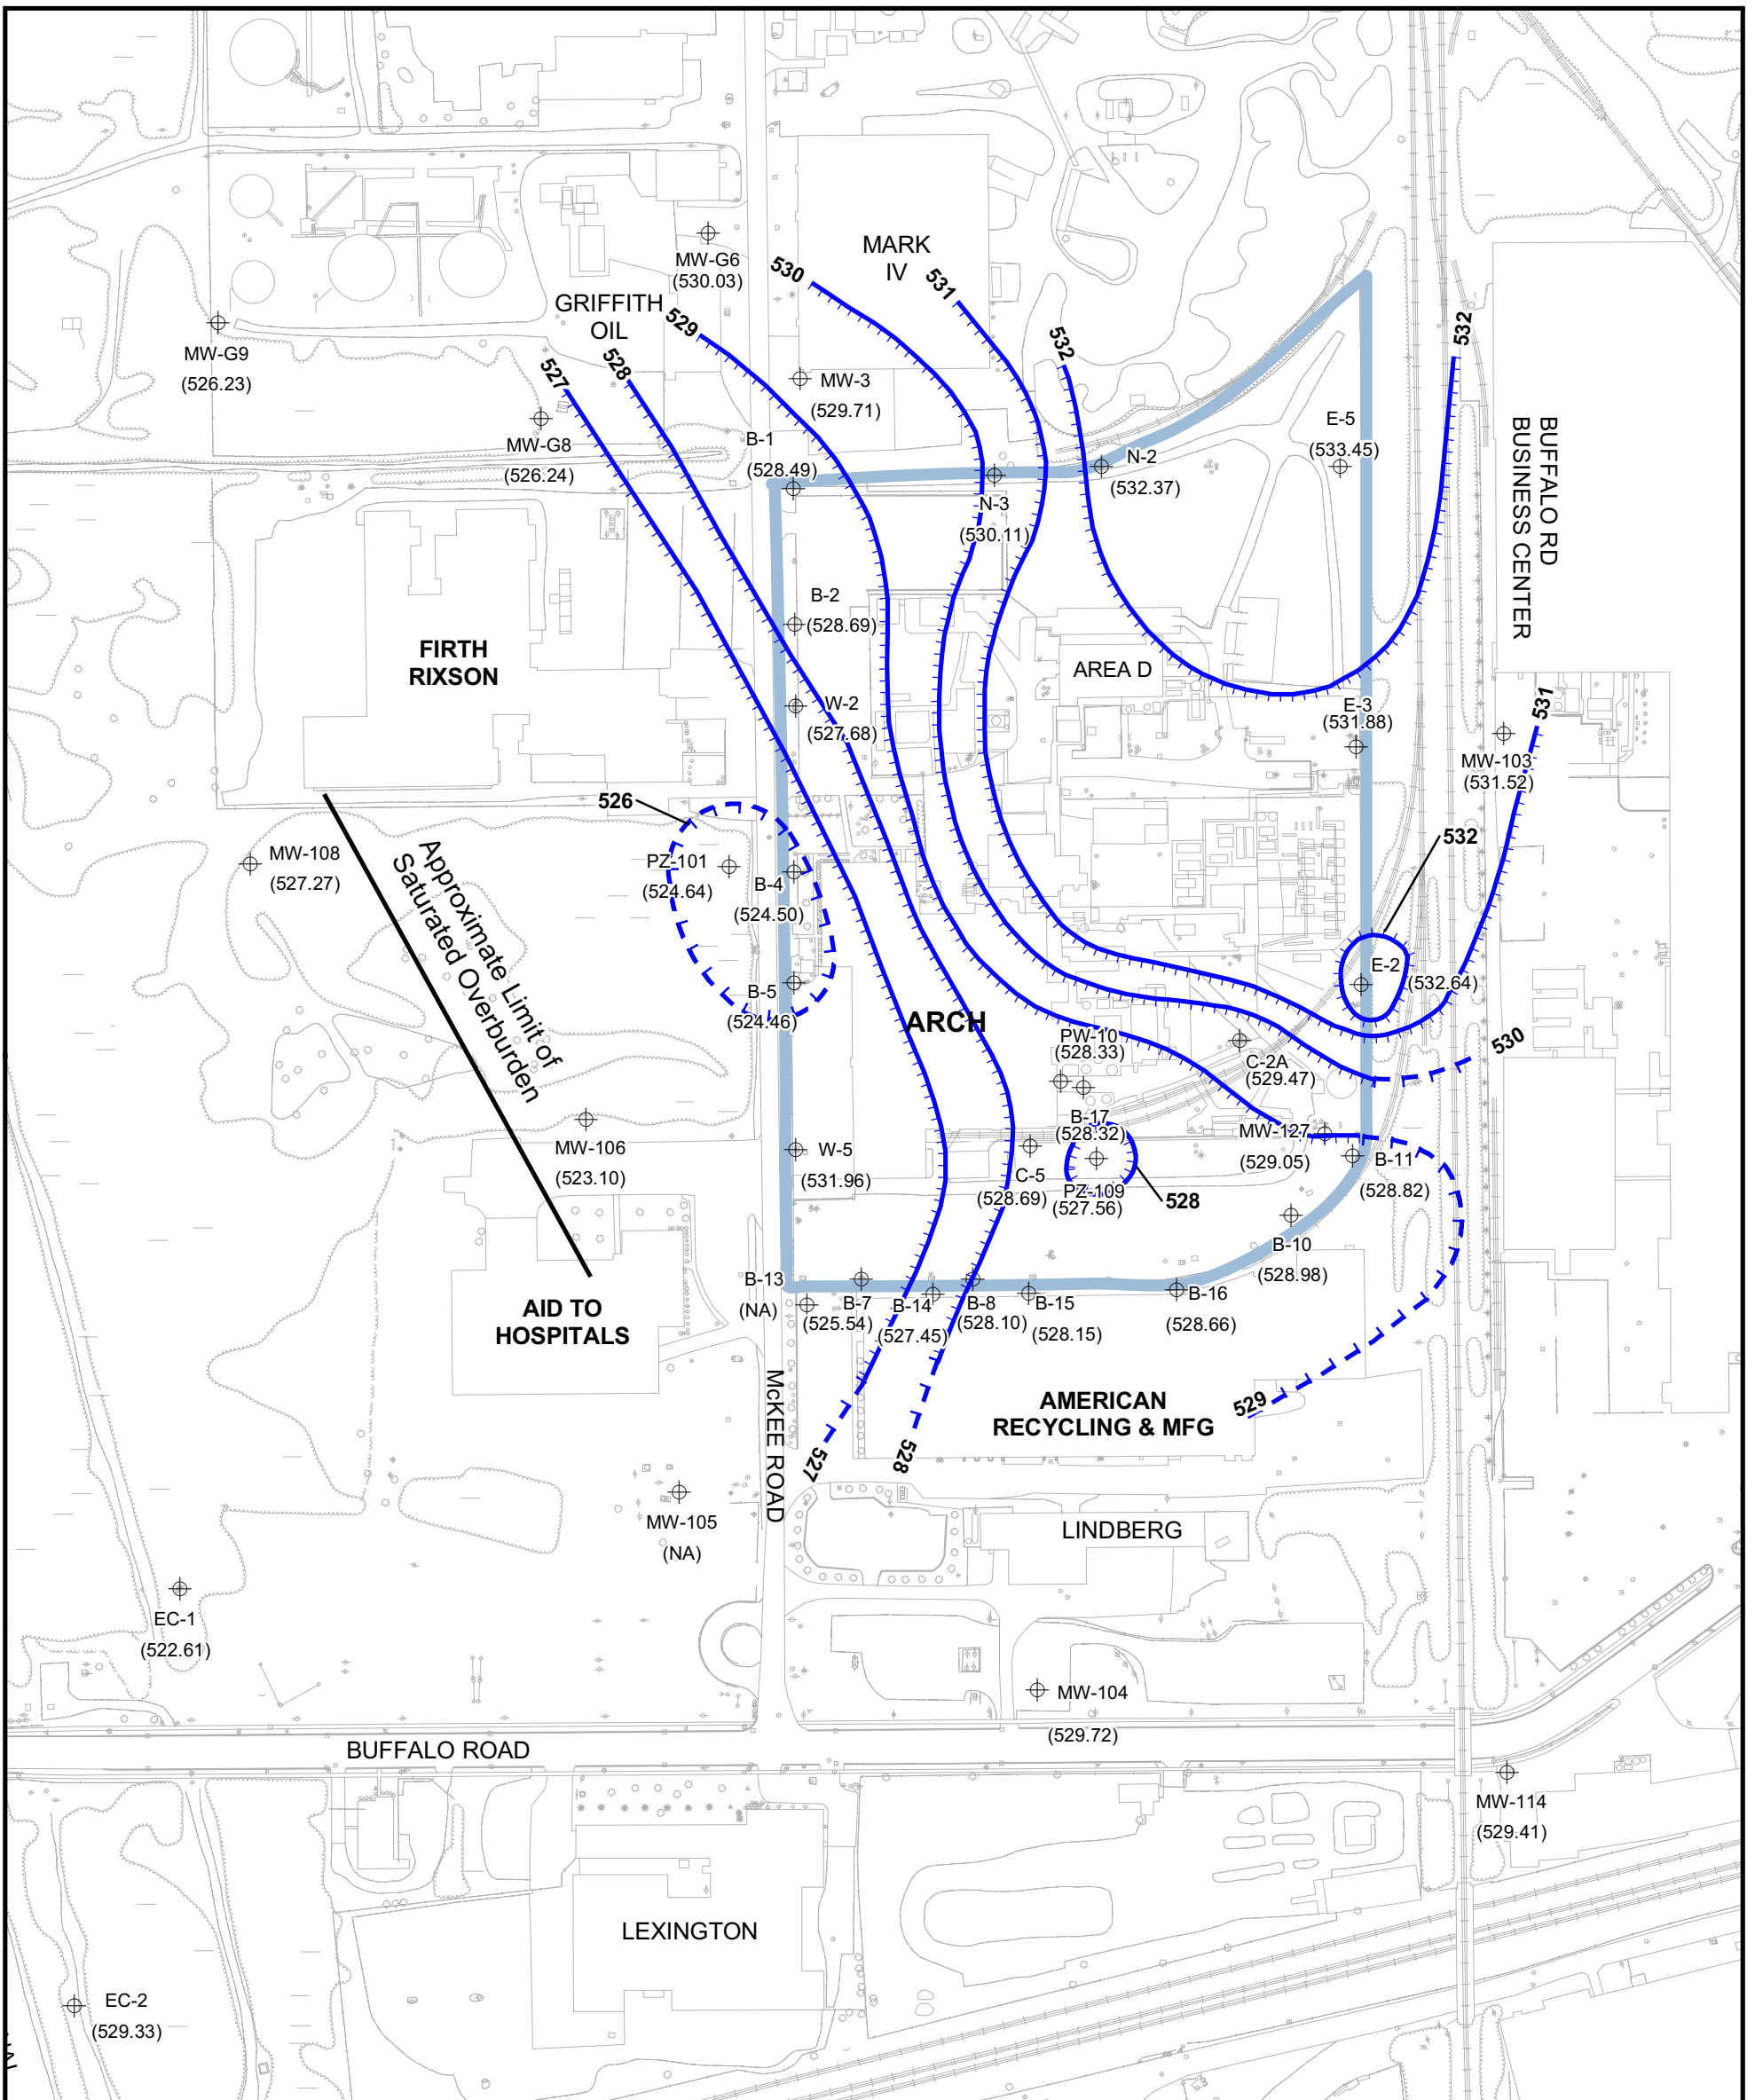 MARK
IV
MW-G6
(530.03)
530
531
GRIFFITH
OIL
529
532
532
MW-G9
(526.23)
528
527
MW-3
(529.71)
E-5
(533.45)
BUFFALO RD
BUSINESS CENTER
MW-G8
(526.24)
B-1
(528.49)
N-2
(532.37)
N-3
(530.11)
B-2
(528.69)
FIRTH
RIXSON
AREA D
W-2
(527.68)
E-3
(531.88)
531
MW-103
(531.52)
526
532
MW-108
(527.27)
Approximate Limit of
Saturated Overburden
PZ-101
(524.64)
B-4
(524.50)
E-2
(532.64)
B-5
(524.46)
ARCH
PW-10
(528.33)
530
C-2A
(529.47)
B-17
(528.32)
MW-127
(529.05)
MW-106
(523.10)
W-5
(531.96)
C-5
(528.69)
B-11
(528.82)
PZ-109
(527.56)
528
B-10
(528.98)
B-13
(NA)
B-7
(525.54)
B-14
(527.45)
B-8
(528.10)
B-15
(528.15)
B-16
(528.66)
AID TO
HOSPITALS
McKEE ROAD
AMERICAN
RECYCLING & MFG
529
527
528
MW-105
(NA)
LINDBERG
EC-1
(522.61)
MW-104
(529.72)
BUFFALO ROAD
MW-114
(529.41)
LEXINGTON
EC-2
(529.33)